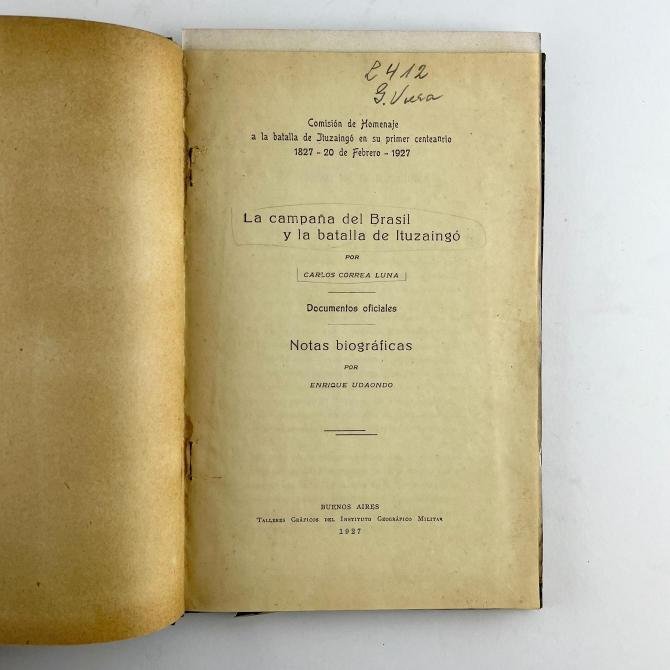 2412
G. Viera
Comisión de Homenaje
a la batalla de Ituzaingó en su primer centeanrio
1827 - 20 de Febrero - 1927
La campaña del Brasil
y la batalla de Ituzaingó
POR
CARLOS CORREA LUNA
Documentos oficiales
Notas biográficas
POR
ENRIQUE UDAONDO
BUENOS AIRES
Talleres Gráficos del Instituto Geográfico Militar
1927